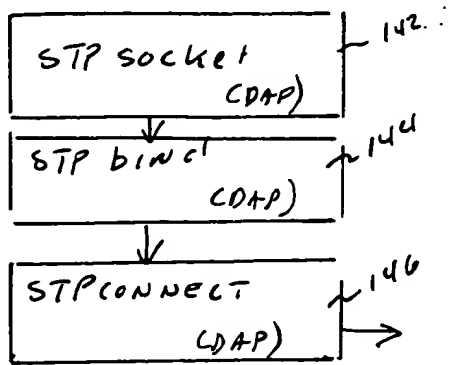 142
STP socket
(DAP)
144
STP bind
(DAP)
146
STPCONNECT
(DAP)